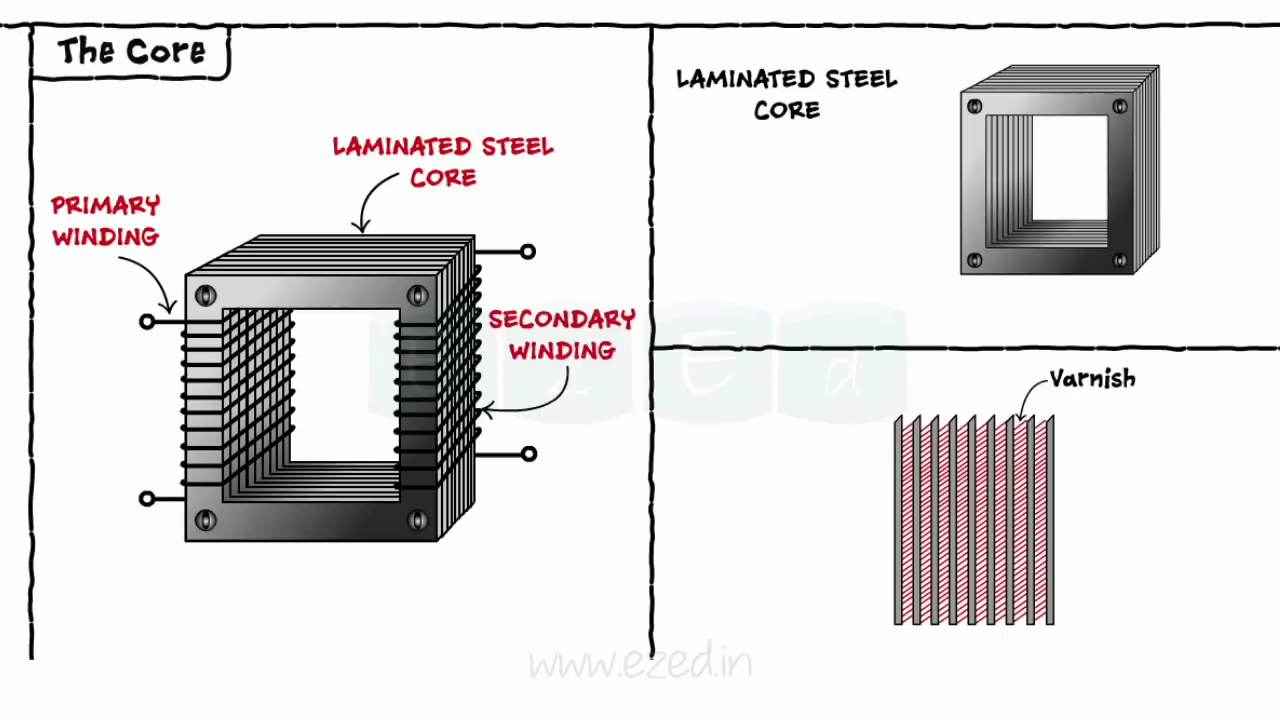 The Core
LAMINATED STEEL
CORE
PRIMARY
WINDING
SECONDARY
WINDING
LAMINATED STEEL
CORE
Varnish
www.ezed.in